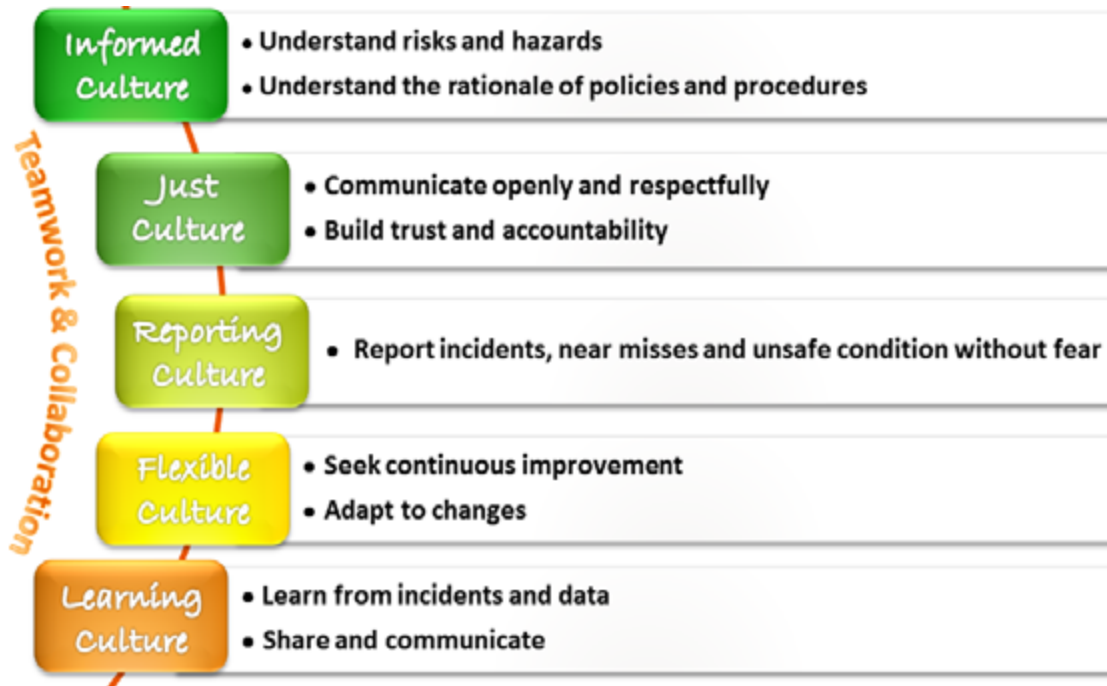 Informed
Culture
• Understand risks and hazards
• Understand the rationale of policies and procedures
Teamwork & Collaboration
Just
Culture
• Communicate openly and respectfully
• Build trust and accountability
Reporting
Culture
• Report incidents, near misses and unsafe condition without fear
Flexible
Culture
• Seek continuous improvement
• Adapt to changes
Learning
Culture
• Learn from incidents and data
• Share and communicate